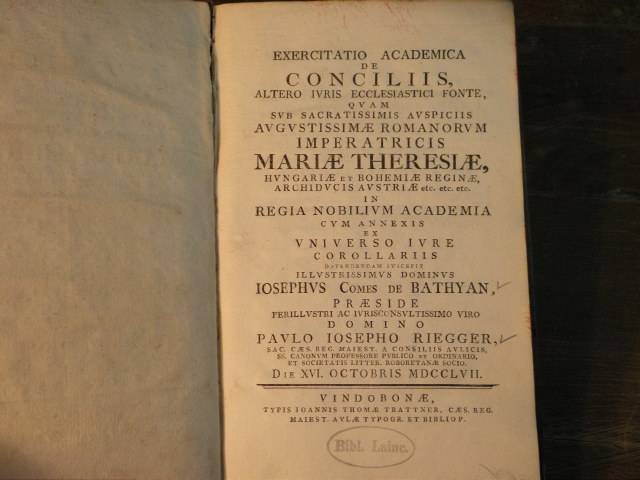 EXERCITATIO ACADEMICA
DE
CONCILIIS,
ALTERO IVRIS ECCLESIASTICI FONTE,
QVAM
SVB SACRATISSIMIS AVSPICIIS
AVGVSTISSIMÆ ROMANORVM
IMPERATRICIS
MARIÆ THERESIÆ,
HVNGARIÆ ET BOHEMIÆ REGINÆ,
ARCHIDVCIS AVSTRIÆ etc. etc. etc.
IN
REGIA NOBILIVM ACADEMIA
CVM ANNEXIS
EX
VNIVERSO IVRE
COROLLARIIS
DEFENDENDAM SVSCEPIT
ILLVSTRISSIMVS DOMINVS
IOSEPHVS COMES DE BATHYAN,
PRÆSIDE
PERILLVSTRI AC IVRISCONSVLTISSIMO VIRO
DOMINO
PAVLO IOSEPHO RIEGGER,
SAC. CÆS. REG. MAIEST. A CONSILIIS AVLICIS,
SS. CANONVM PROFESSORE PVBLICO ET ORDINARIO,
ET SOCIETATIS LITTER. ROBORETANÆ SOCIO.
DIE XVI. OCTOBRIS MDCCLVII.
VINDOBONÆ,
TYPIS IOANNIS THOMÆ TRATTNER, CÆS. REG.
MAIEST. AVLÆ TYPOGR. ET BIBLIOP.
Bibl. Lainc.